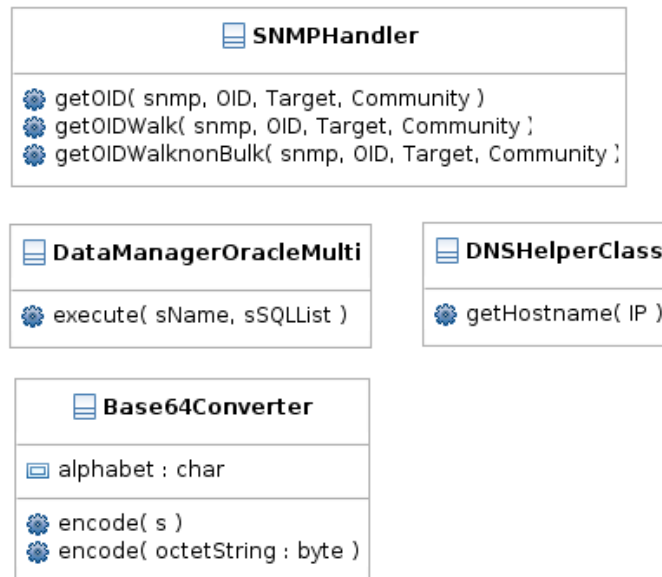 SNMPHandler
getOID( snmp, OID, Target, Community )
getOIDWalk( snmp, OID, Target, Community )
getOIDWalknonBulk( snmp, OID, Target, Community )
DataManagerOracleMulti
execute( sName, sSQLList )
DNSHelperClass
getHostname( IP )
Base64Converter
alphabet : char
encode( s )
encode( octetString : byte )